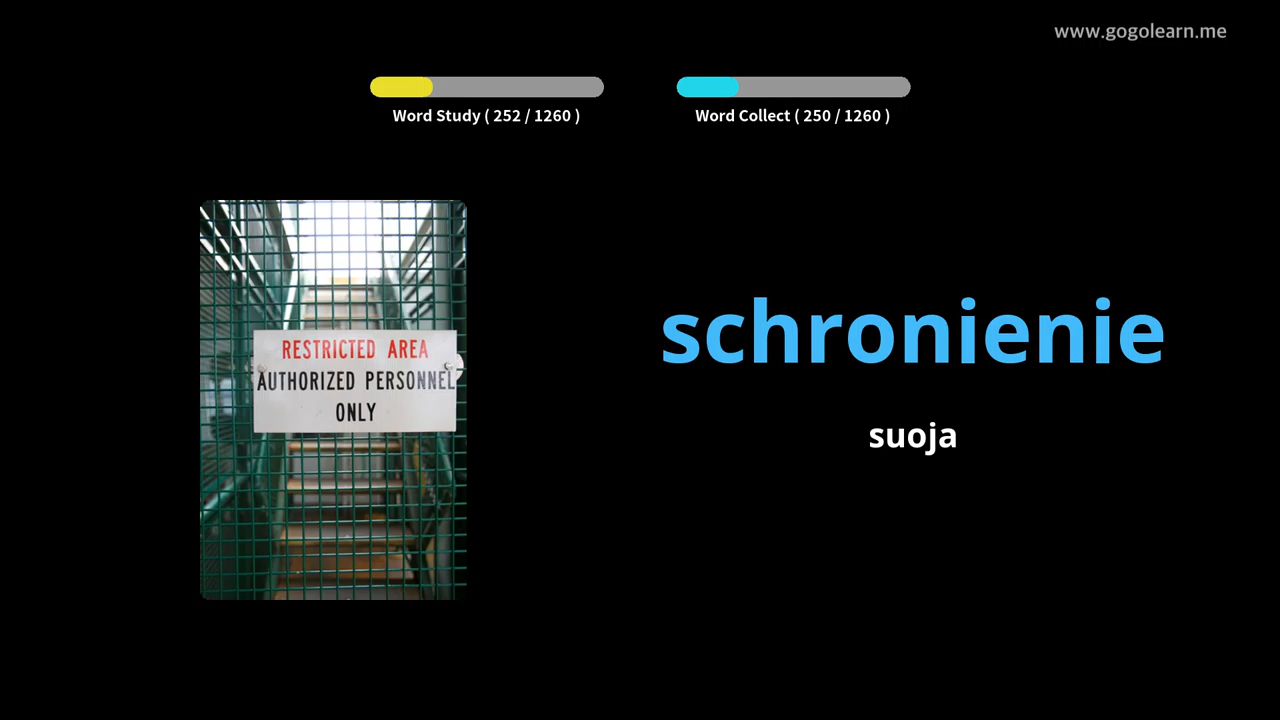 www.gogolearn.me
Word Study ( 252 / 1260 )
Word Collect ( 250 / 1260 )
RESTRICTED AREA
AUTHORIZED PERSONNEL
ONLY
schronienie
suoja